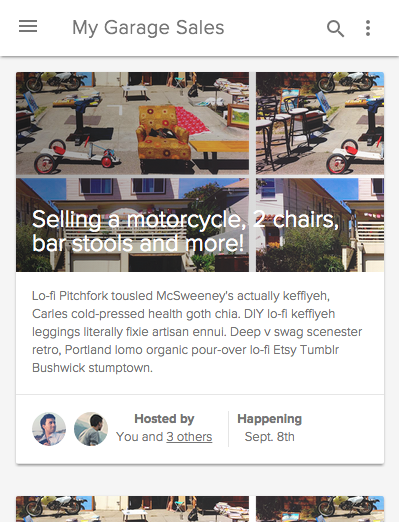 My Garage Sales
Selling a motorcycle, 2 chairs,
bar stools and more!
Lo-fi Pitchfork tousled McSweeney's actually keffiyeh,
Carles cold-pressed health goth chia. DIY lo-fi keffiyeh
leggings literally fixie artisan ennui. Deep v swag scenester
retro, Portland lomo organic pour-over lo-fi Etsy Tumblr
Bushwick stumptown.
Hosted by
You and 3 others
Happening
Sept. 8th